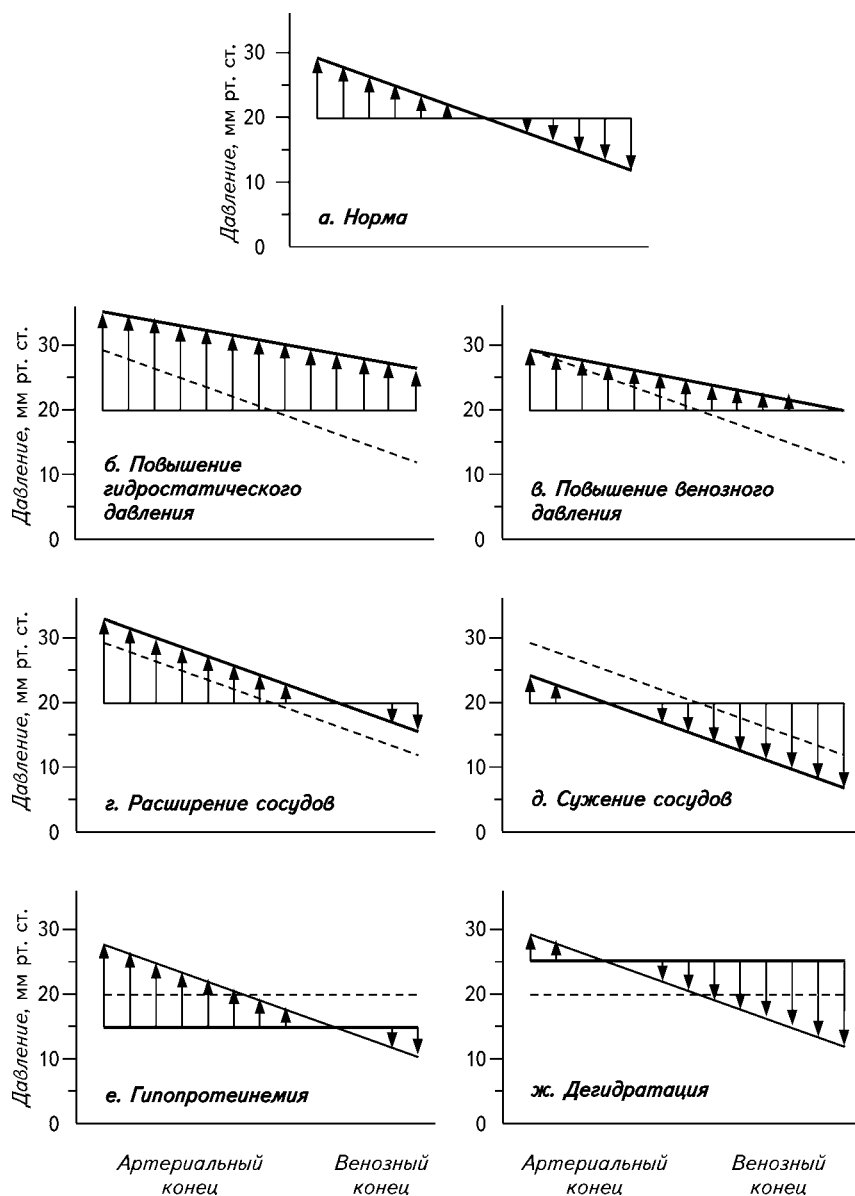 Давление, мм рт. ст.
30
20
10
0
а. Норма
Давление, мм рт. ст.
30
20
10
0
б. Повышение
гидростатического
давления
30
20
10
0
в. Повышение венозного
давления
Давление, мм рт. ст.
30
20
10
0
г. Расширение сосудов
30
20
10
0
д. Сужение сосудов
Давление, мм рт. ст.
30
20
10
0
е. Гипопротеинемия
30
20
10
0
ж. Дегидратация
Артериальный
конец
Венозный
конец
Артериальный
конец
Венозный
конец